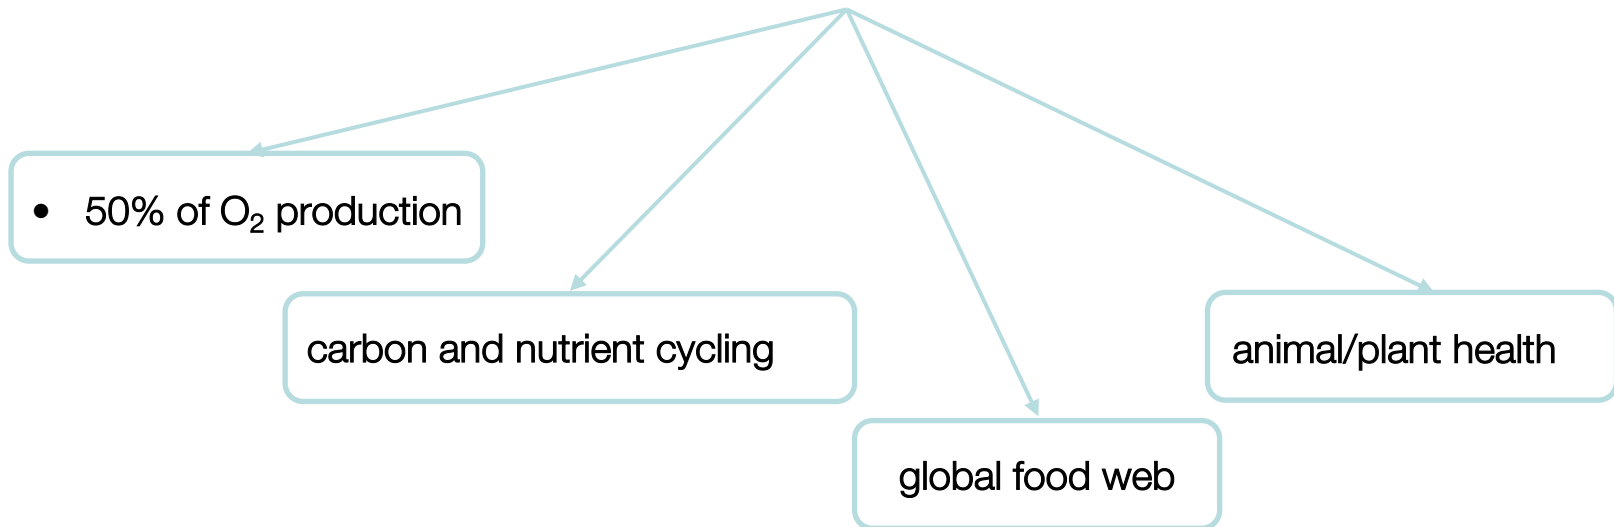 • 50% of O₂ production
carbon and nutrient cycling
animal/plant health
global food web